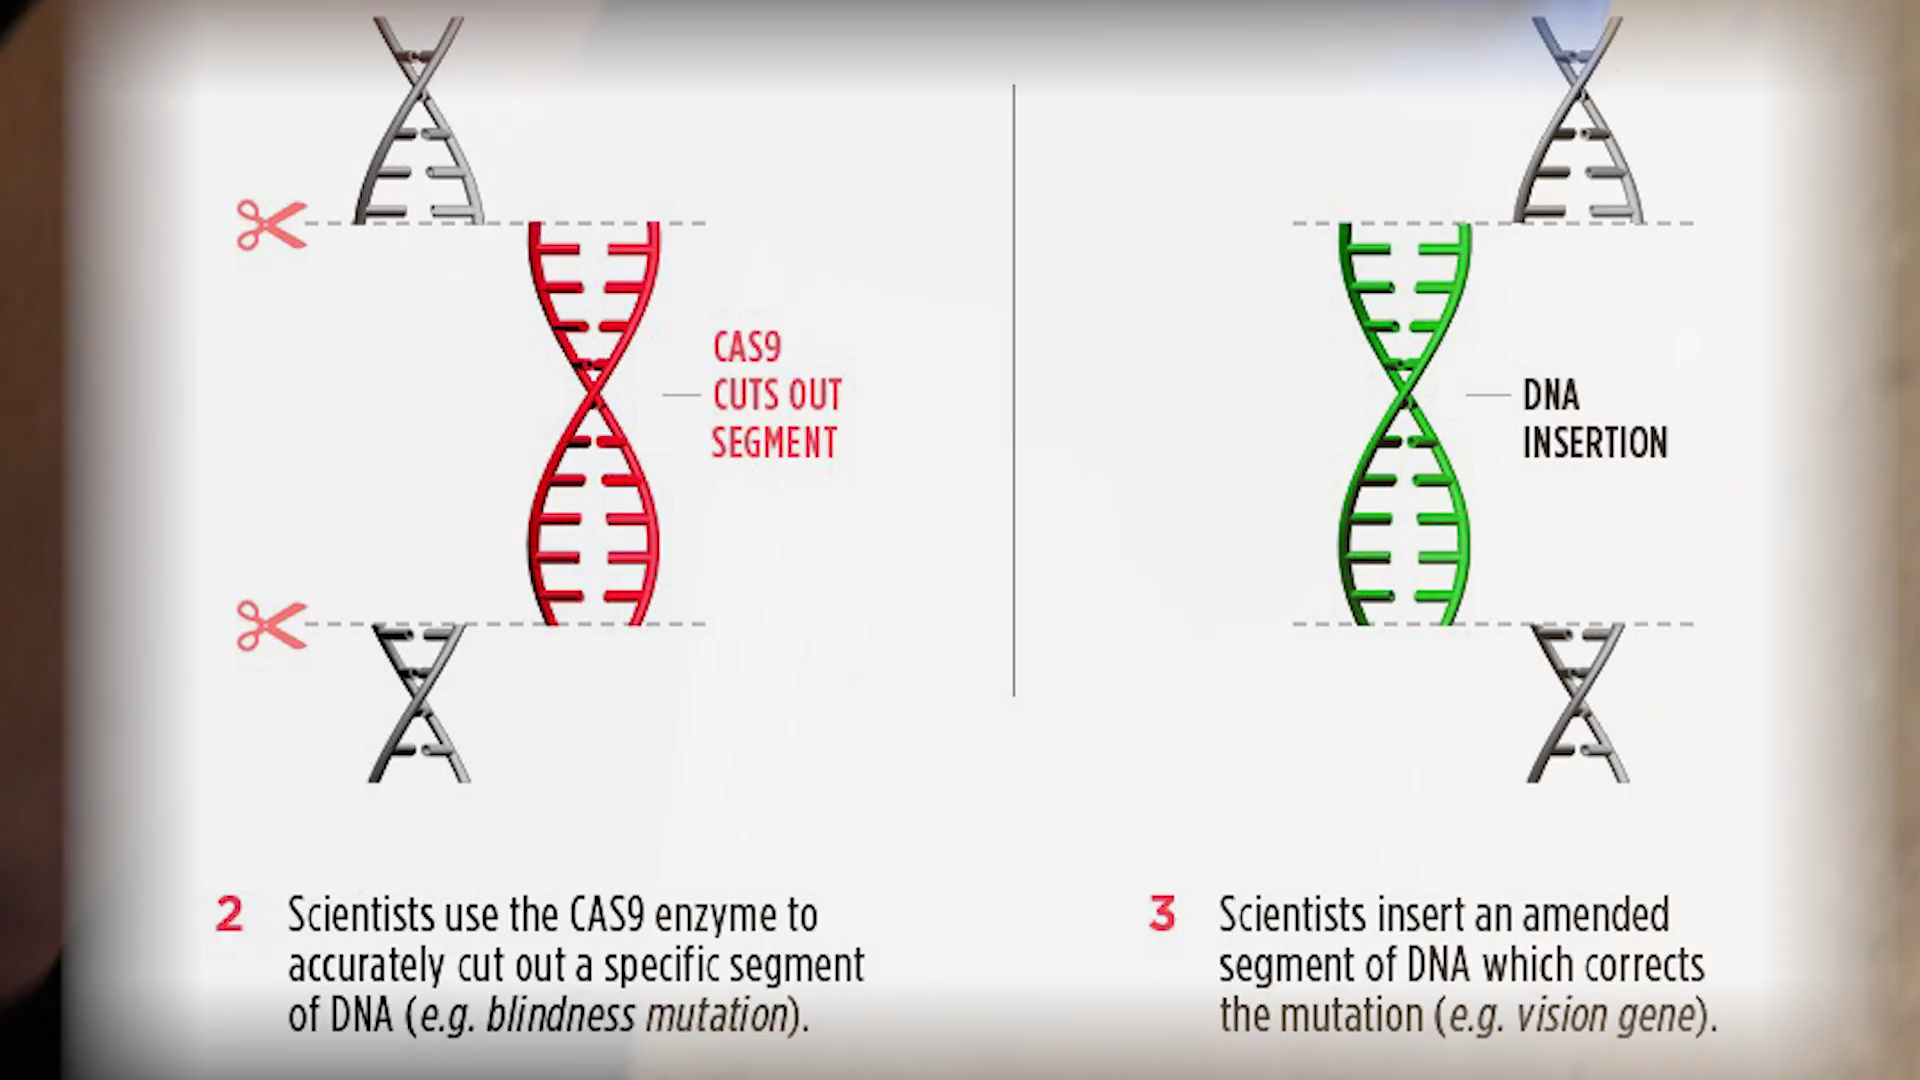 CAS9
CUTS OUT
SEGMENT
DNA
INSERTION
2 Scientists use the CAS9 enzyme to
accurately cut out a specific segment
of DNA (e.g. blindness mutation).
3 Scientists insert an amended
segment of DNA which corrects
the mutation (e.g. vision gene).